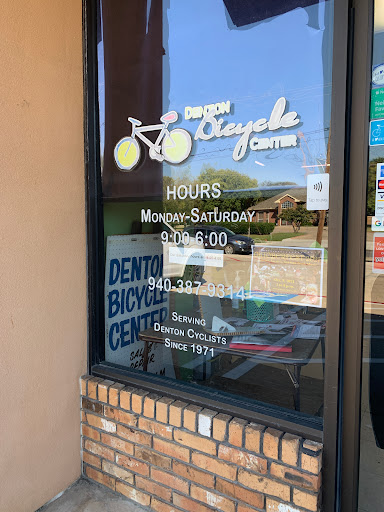 DENTON
Bicycle
CENTER
HOURS
MONDAY-SATURDAY
9:00-6:00
940-387-9314
SERVING
DENTON CYCLISTS
SINCE 1971
DENTON
BICYCLE
CENTER